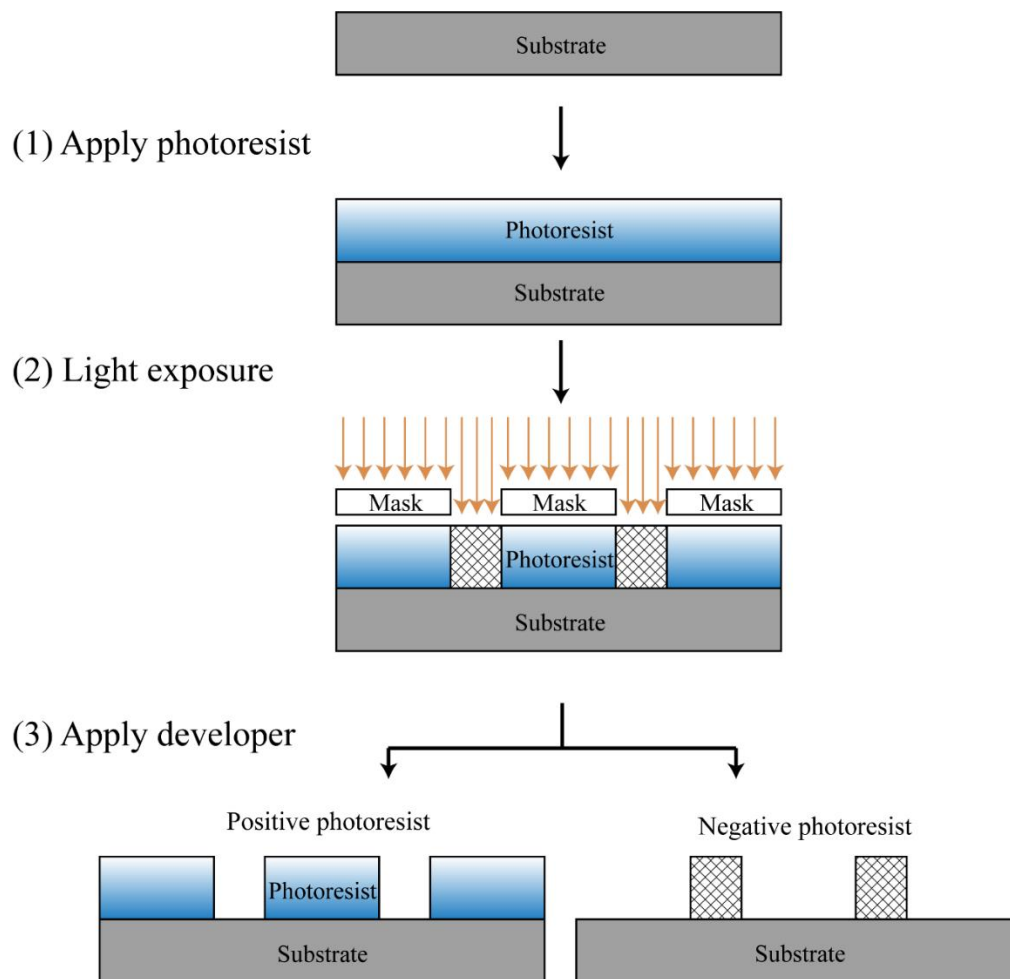 Substrate
(1) Apply photoresist
Photoresist
Substrate
(2) Light exposure
Mask Mask Mask
Photoresist
Substrate
(3) Apply developer
Positive photoresist
Negative photoresist
Photoresist
Substrate
Substrate